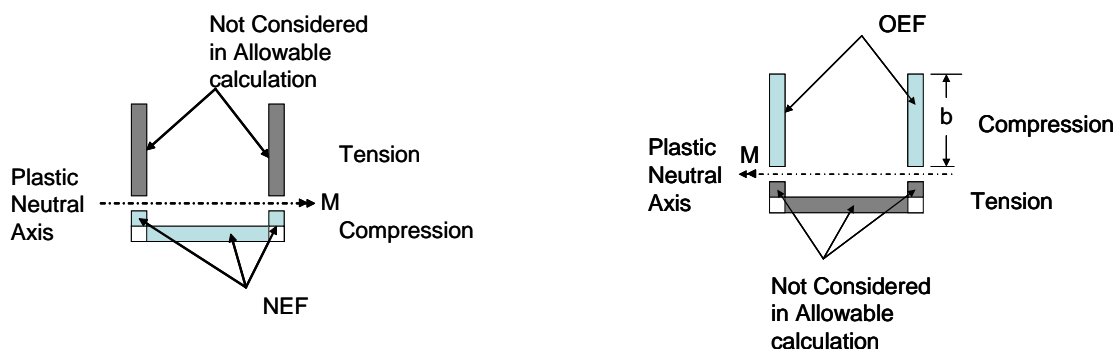 Not Considered
in Allowable
calculation
Tension
Plastic
Neutral
Axis
M
Compression
NEF
OEF
b
Compression
Plastic
Neutral
Axis
M
Tension
Not Considered
in Allowable
calculation